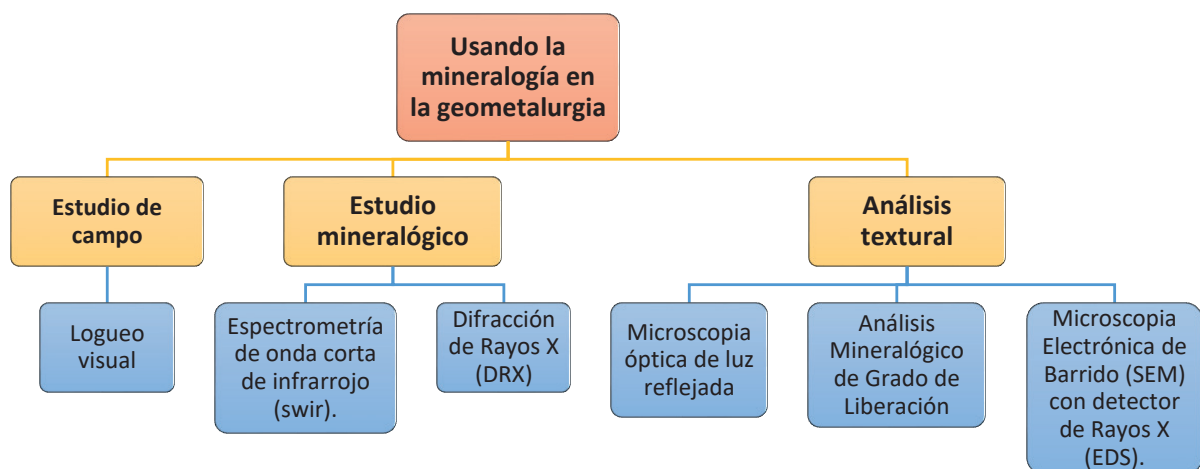 Usando la
mineralogía en
la geometalurgia
Estudio de
campo
Estudio
mineralógico
Análisis
textural
Logueo
visual
Espectrometría
de onda corta
de infrarrojo
(swir).
Difracción
de Rayos X
(DRX)
Microscopia
óptica de luz
reflejada
Análisis
Mineralógico
de Grado de
Liberación
Microscopia
Electrónica de
Barrido (SEM)
con detector
de Rayos X
(EDS).